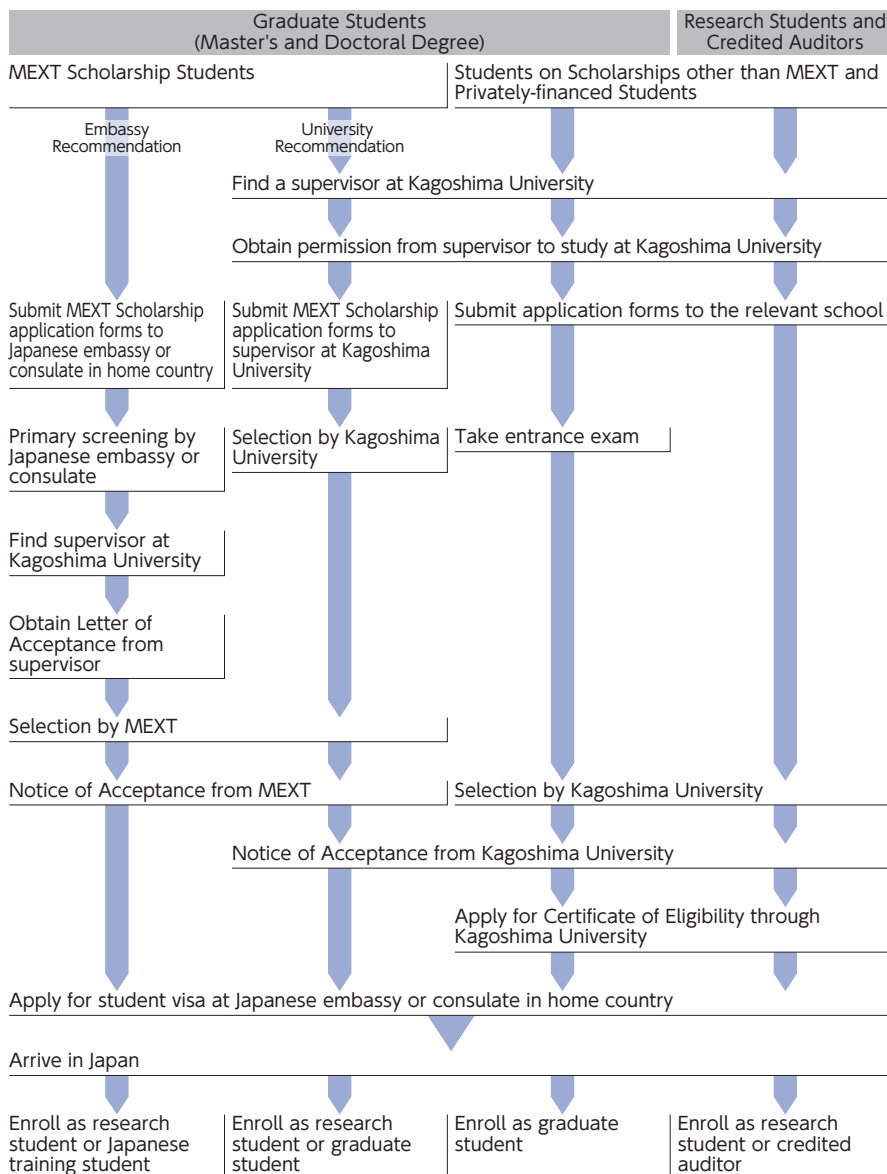 Graduate Students
(Master's and Doctoral Degree)
Research Students and
Credited Auditors
MEXT Scholarship Students
Students on Scholarships other than MEXT and
Privately-financed Students
Embassy
Recommendation
University
Recommendation
Find a supervisor at Kagoshima University
Obtain permission from supervisor to study at Kagoshima University
Submit MEXT Scholarship
application forms to
Japanese embassy or
consulate in home country
Submit MEXT Scholarship
application forms to
supervisor at Kagoshima
University
Submit application forms to the relevant school
Primary screening by
Japanese embassy or
consulate
Selection by Kagoshima
University
Take entrance exam
Find supervisor at
Kagoshima University
Obtain Letter of
Acceptance from
supervisor
Selection by MEXT
Notice of Acceptance from MEXT
Selection by Kagoshima University
Notice of Acceptance from Kagoshima University
Apply for Certificate of Eligibility through
Kagoshima University
Apply for student visa at Japanese embassy or consulate in home country
Arrive in Japan
Enroll as research
student or Japanese
training student
Enroll as research
student or graduate
student
Enroll as graduate
student
Enroll as research
student or credited
auditor